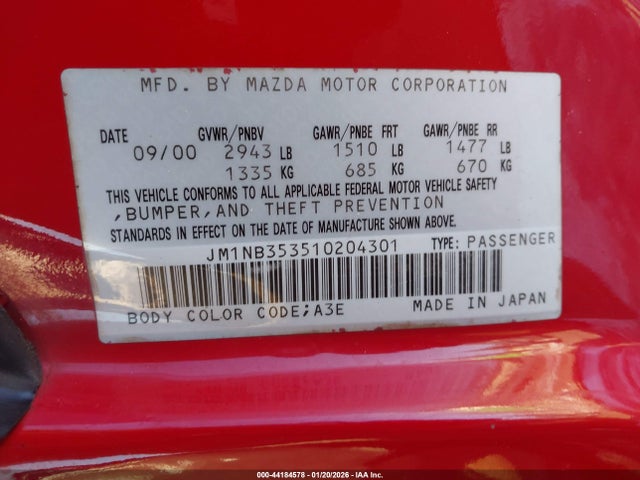 MFD. BY MAZDA MOTOR CORPORATION
DATE GVWR/PNBV GAWR/PNBE FRT GAWR/PNBE RR
09/00 2943 LB 1510 LB 1477 LB
1335 KG 685 KG 670 KG
THIS VEHICLE CONFORMS TO ALL APPLICABLE FEDERAL MOTOR VEHICLE SAFETY
,BUMPER,AND THEFT PREVENTION
STANDARDS IN EFFECT ON THE DATE OF MANUFACTURE SHOWN ABOVE.
JM1NB353510204301 TYPE: PASSENGER
BODY COLOR CODE;A3E MADE IN JAPAN
000-44184578 - 01/20/2026 - IAA Inc.